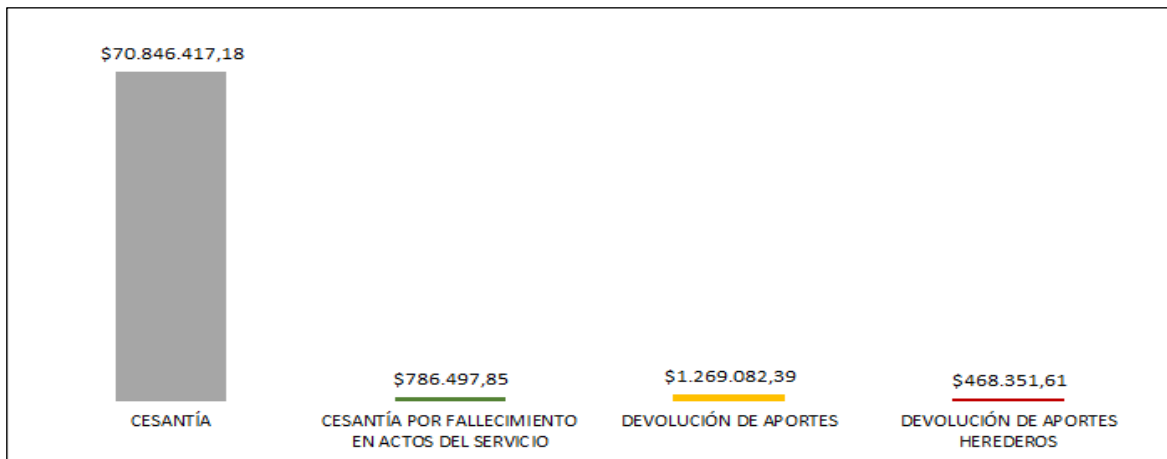 $70.846.417,18
$786.497,85
$1.269.082,39
$468.351,61
CESANTÍA
CESANTÍA POR FALLECIMIENTO
EN ACTOS DEL SERVICIO
DEVOLUCIÓN DE APORTES
DEVOLUCIÓN DE APORTES
HEREDEROS